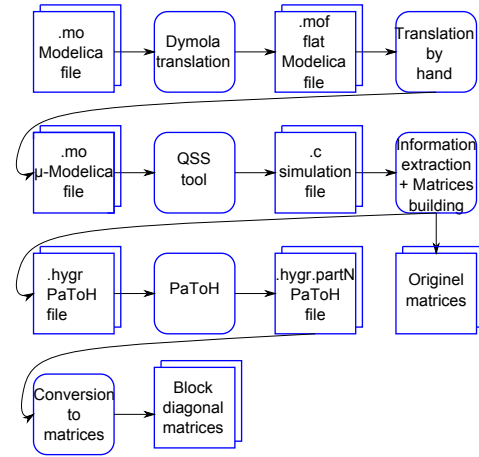 .mo
Modelica
file
Dymola
translation
.mof
flat
Modelica
file
Translation
by
hand
.mo
µ-Modelica
file
QSS
tool
.c
simulation
file
Information
extraction
+ Matrices
building
.hygr
PaToH
file
PaToH
.hygr.partN
PaToH
file
Originel
matrices
Conversion
to
matrices
Block
diagonal
matrices